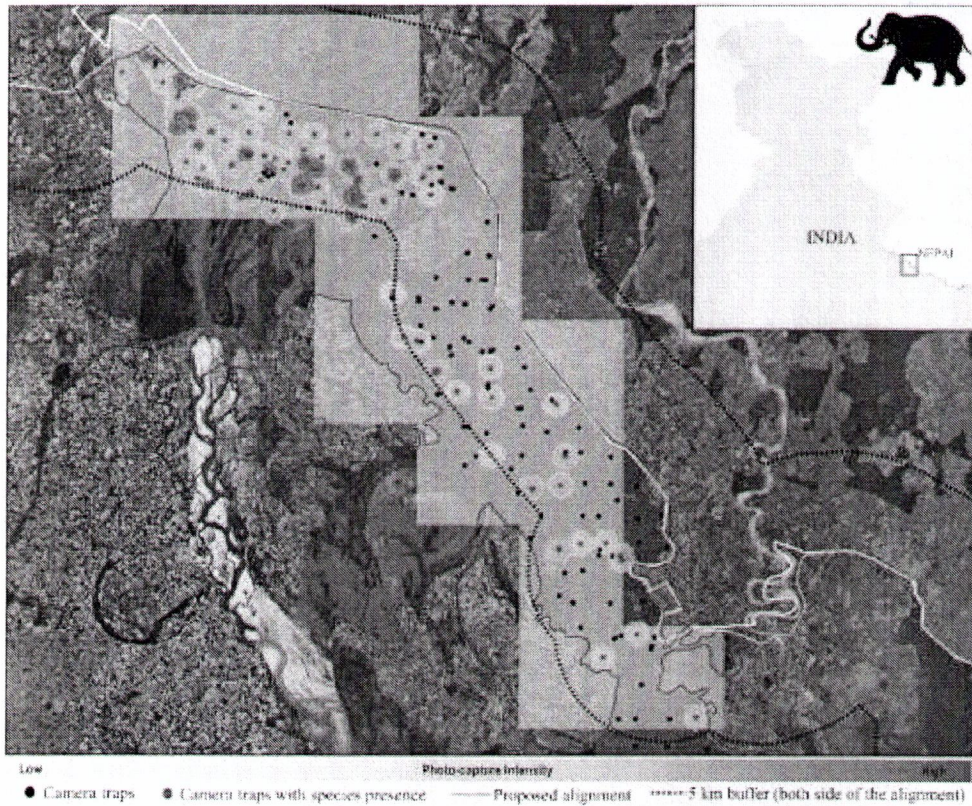 INDIA
NEPAL
Low Photo-capture Intensity High
Camera traps Camera traps with species presence Proposed alignment 5 km buffer (both side of the alignment)